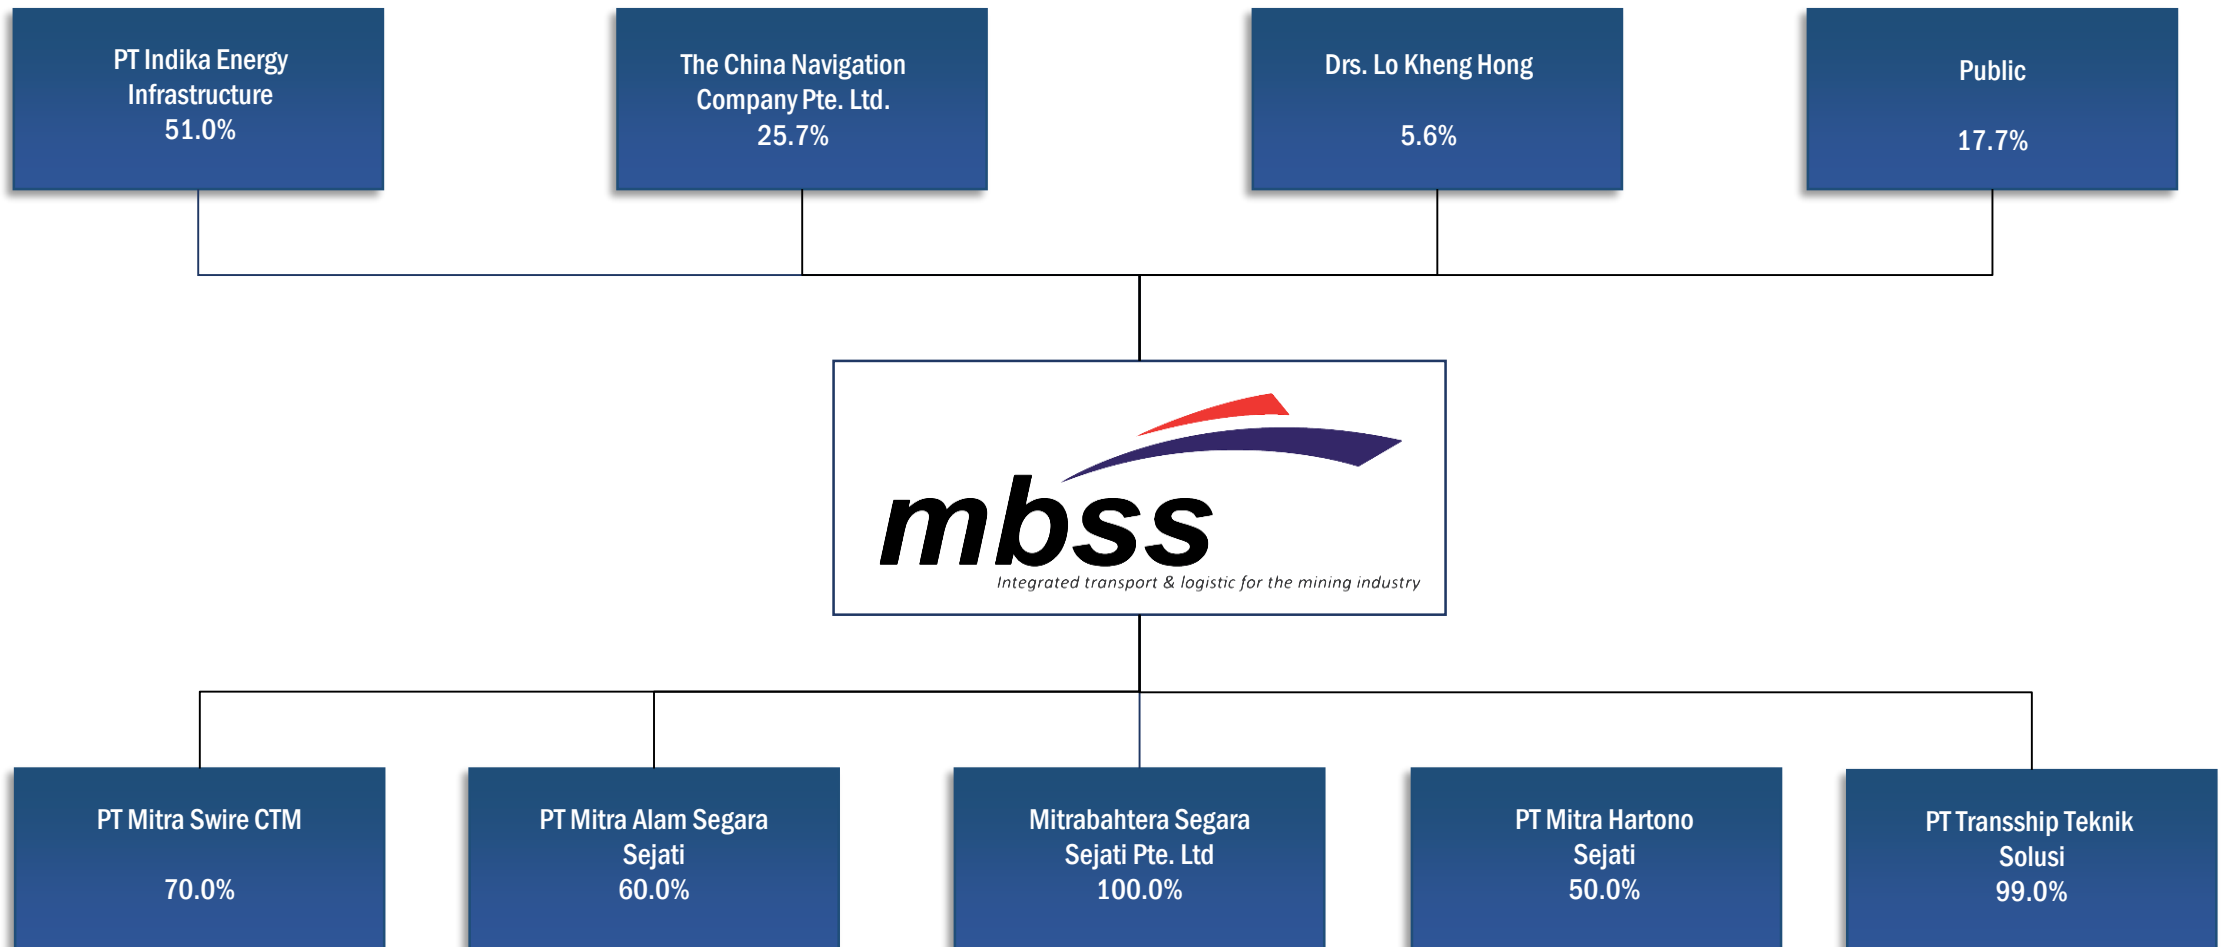 PT Indika Energy
Infrastructure
51.0%
The China Navigation
Company Pte. Ltd.
25.7%
Drs. Lo Kheng Hong
5.6%
Public
17.7%
mbss
Integrated transport & logistic for the mining industry
PT Mitra Swire CTM
70.0%
PT Mitra Alam Segara
Sejati
60.0%
Mitrabahtera Segara
Sejati Pte. Ltd
100.0%
PT Mitra Hartono
Sejati
50.0%
PT Transship Teknik
Solusi
99.0%